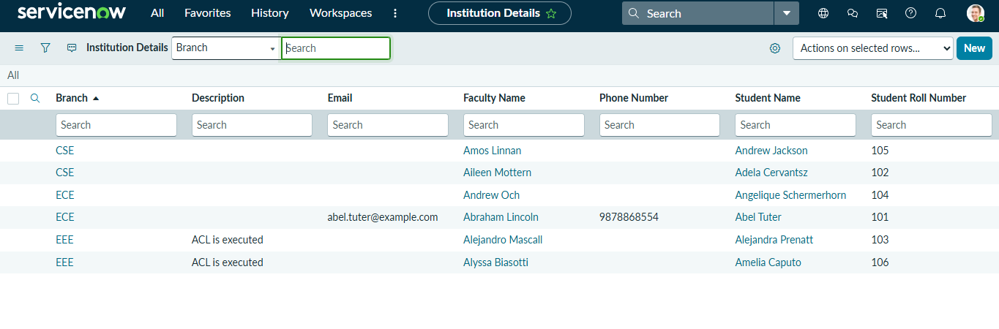 servicenow All Favorites History Workspaces Institution Details Search
Institution Details Branch Search Actions on selected rows... New
All
Branch Description Email Faculty Name Phone Number Student Name Student Roll Number
Search Search Search Search Search Search Search
CSE Amos Linnan Andrew Jackson 105
CSE Aileen Mottern Adela Cervantsz 102
ECE Andrew Och Angelique Schermerhorn 104
ECE abel.tuter@example.com Abraham Lincoln 9878868554 Abel Tuter 101
EEE ACL is executed Alejandro Mascall Alejandra Prenatt 103
EEE ACL is executed Alyssa Biasotti Amelia Caputo 106